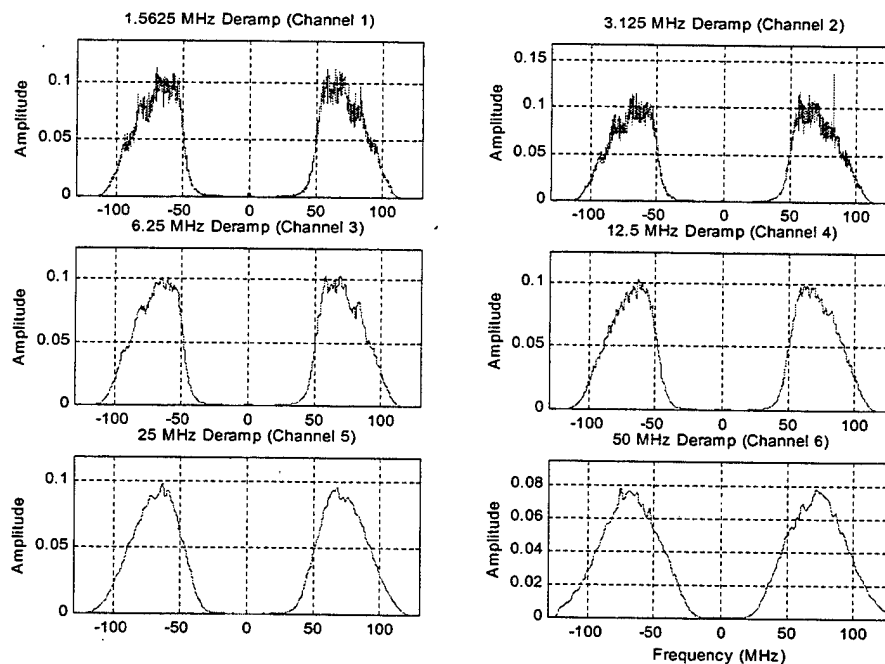 1.5625 MHz Deramp (Channel 1)
Amplitude
0.1
0.05
0
-100 -50 0 50 100
3.125 MHz Deramp (Channel 2)
Amplitude
0.15
0.1
0.05
0
-100 -50 0 50 100
6.25 MHz Deramp (Channel 3)
Amplitude
0.1
0.05
0
-100 -50 0 50 100
12.5 MHz Deramp (Channel 4)
Amplitude
0.1
0.05
0
-100 -50 0 50 100
25 MHz Deramp (Channel 5)
Amplitude
0.1
0.05
0
-100 -50 0 50 100
50 MHz Deramp (Channel 6)
Amplitude
0.08
0.06
0.04
0.02
0
-100 -50 0 50 100
Frequency (MHz)